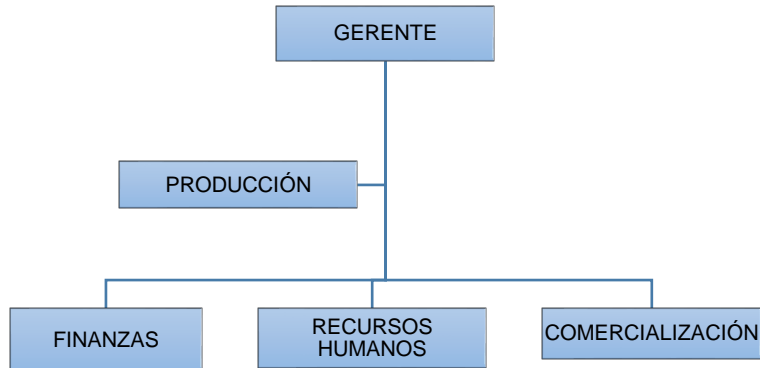 GERENTE
PRODUCCIÓN
FINANZAS
RECURSOS
HUMANOS
COMERCIALIZACIÓN